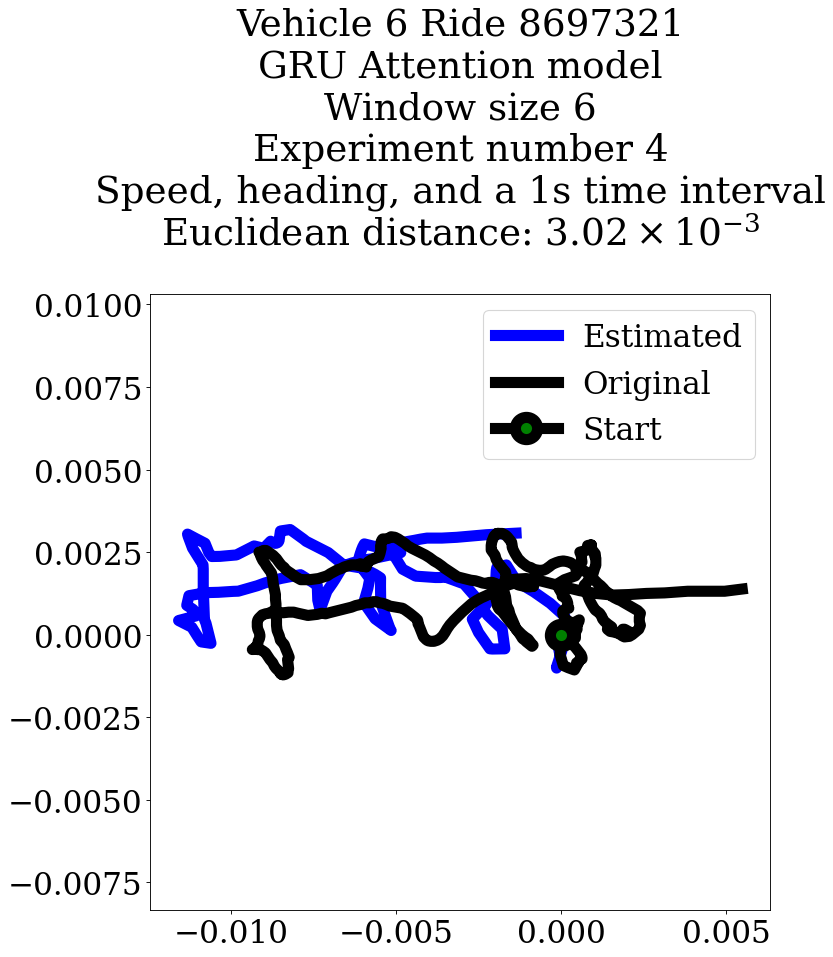 Vehicle 6 Ride 8697321
GRU Attention model
Window size 6
Experiment number 4
Speed, heading, and a 1s time interval
Euclidean distance: 3.02 × 10⁻³
Estimated
Original
Start
0.0100
0.0075
0.0050
0.0025
0.0000
−0.0025
−0.0050
−0.0075
−0.010
−0.005
0.000
0.005